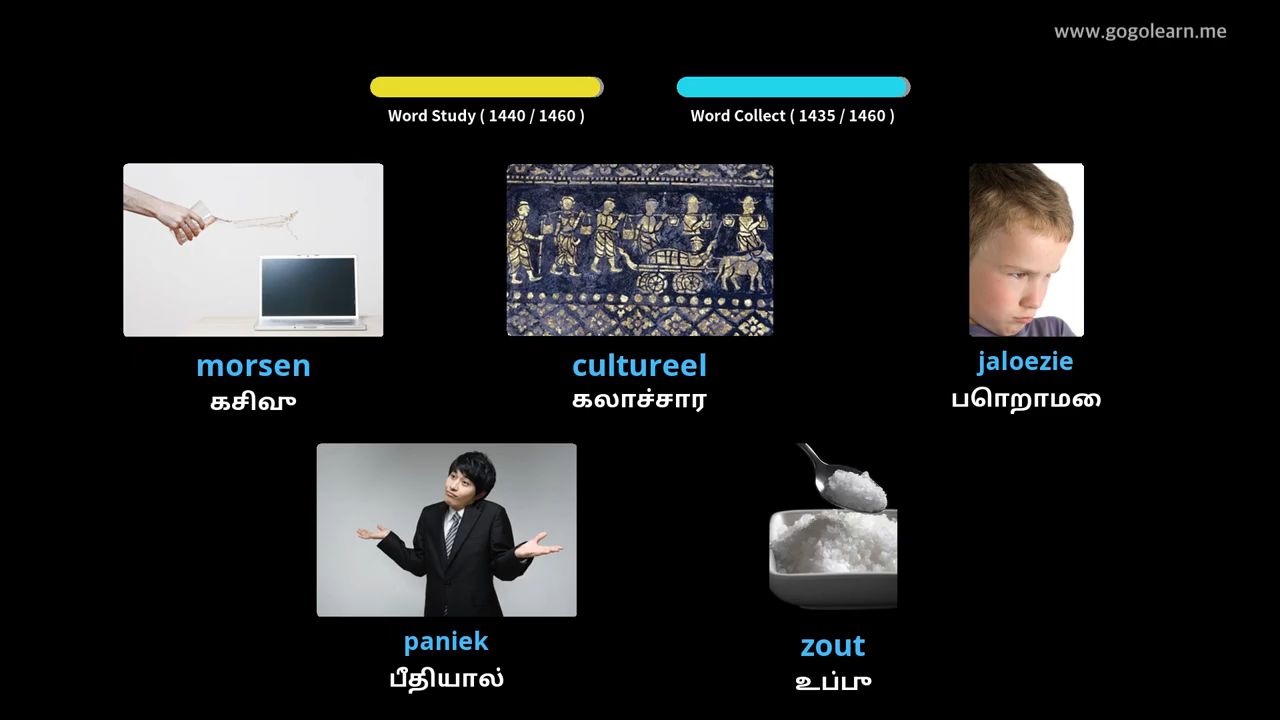 www.gogolearn.me
Word Study ( 1440 / 1460 )
Word Collect ( 1435 / 1460 )
morsen
கசிவு
cultureel
கலாச்சார
jaloezie
பொறாமை
paniek
பீதியால்
zout
உப்பு